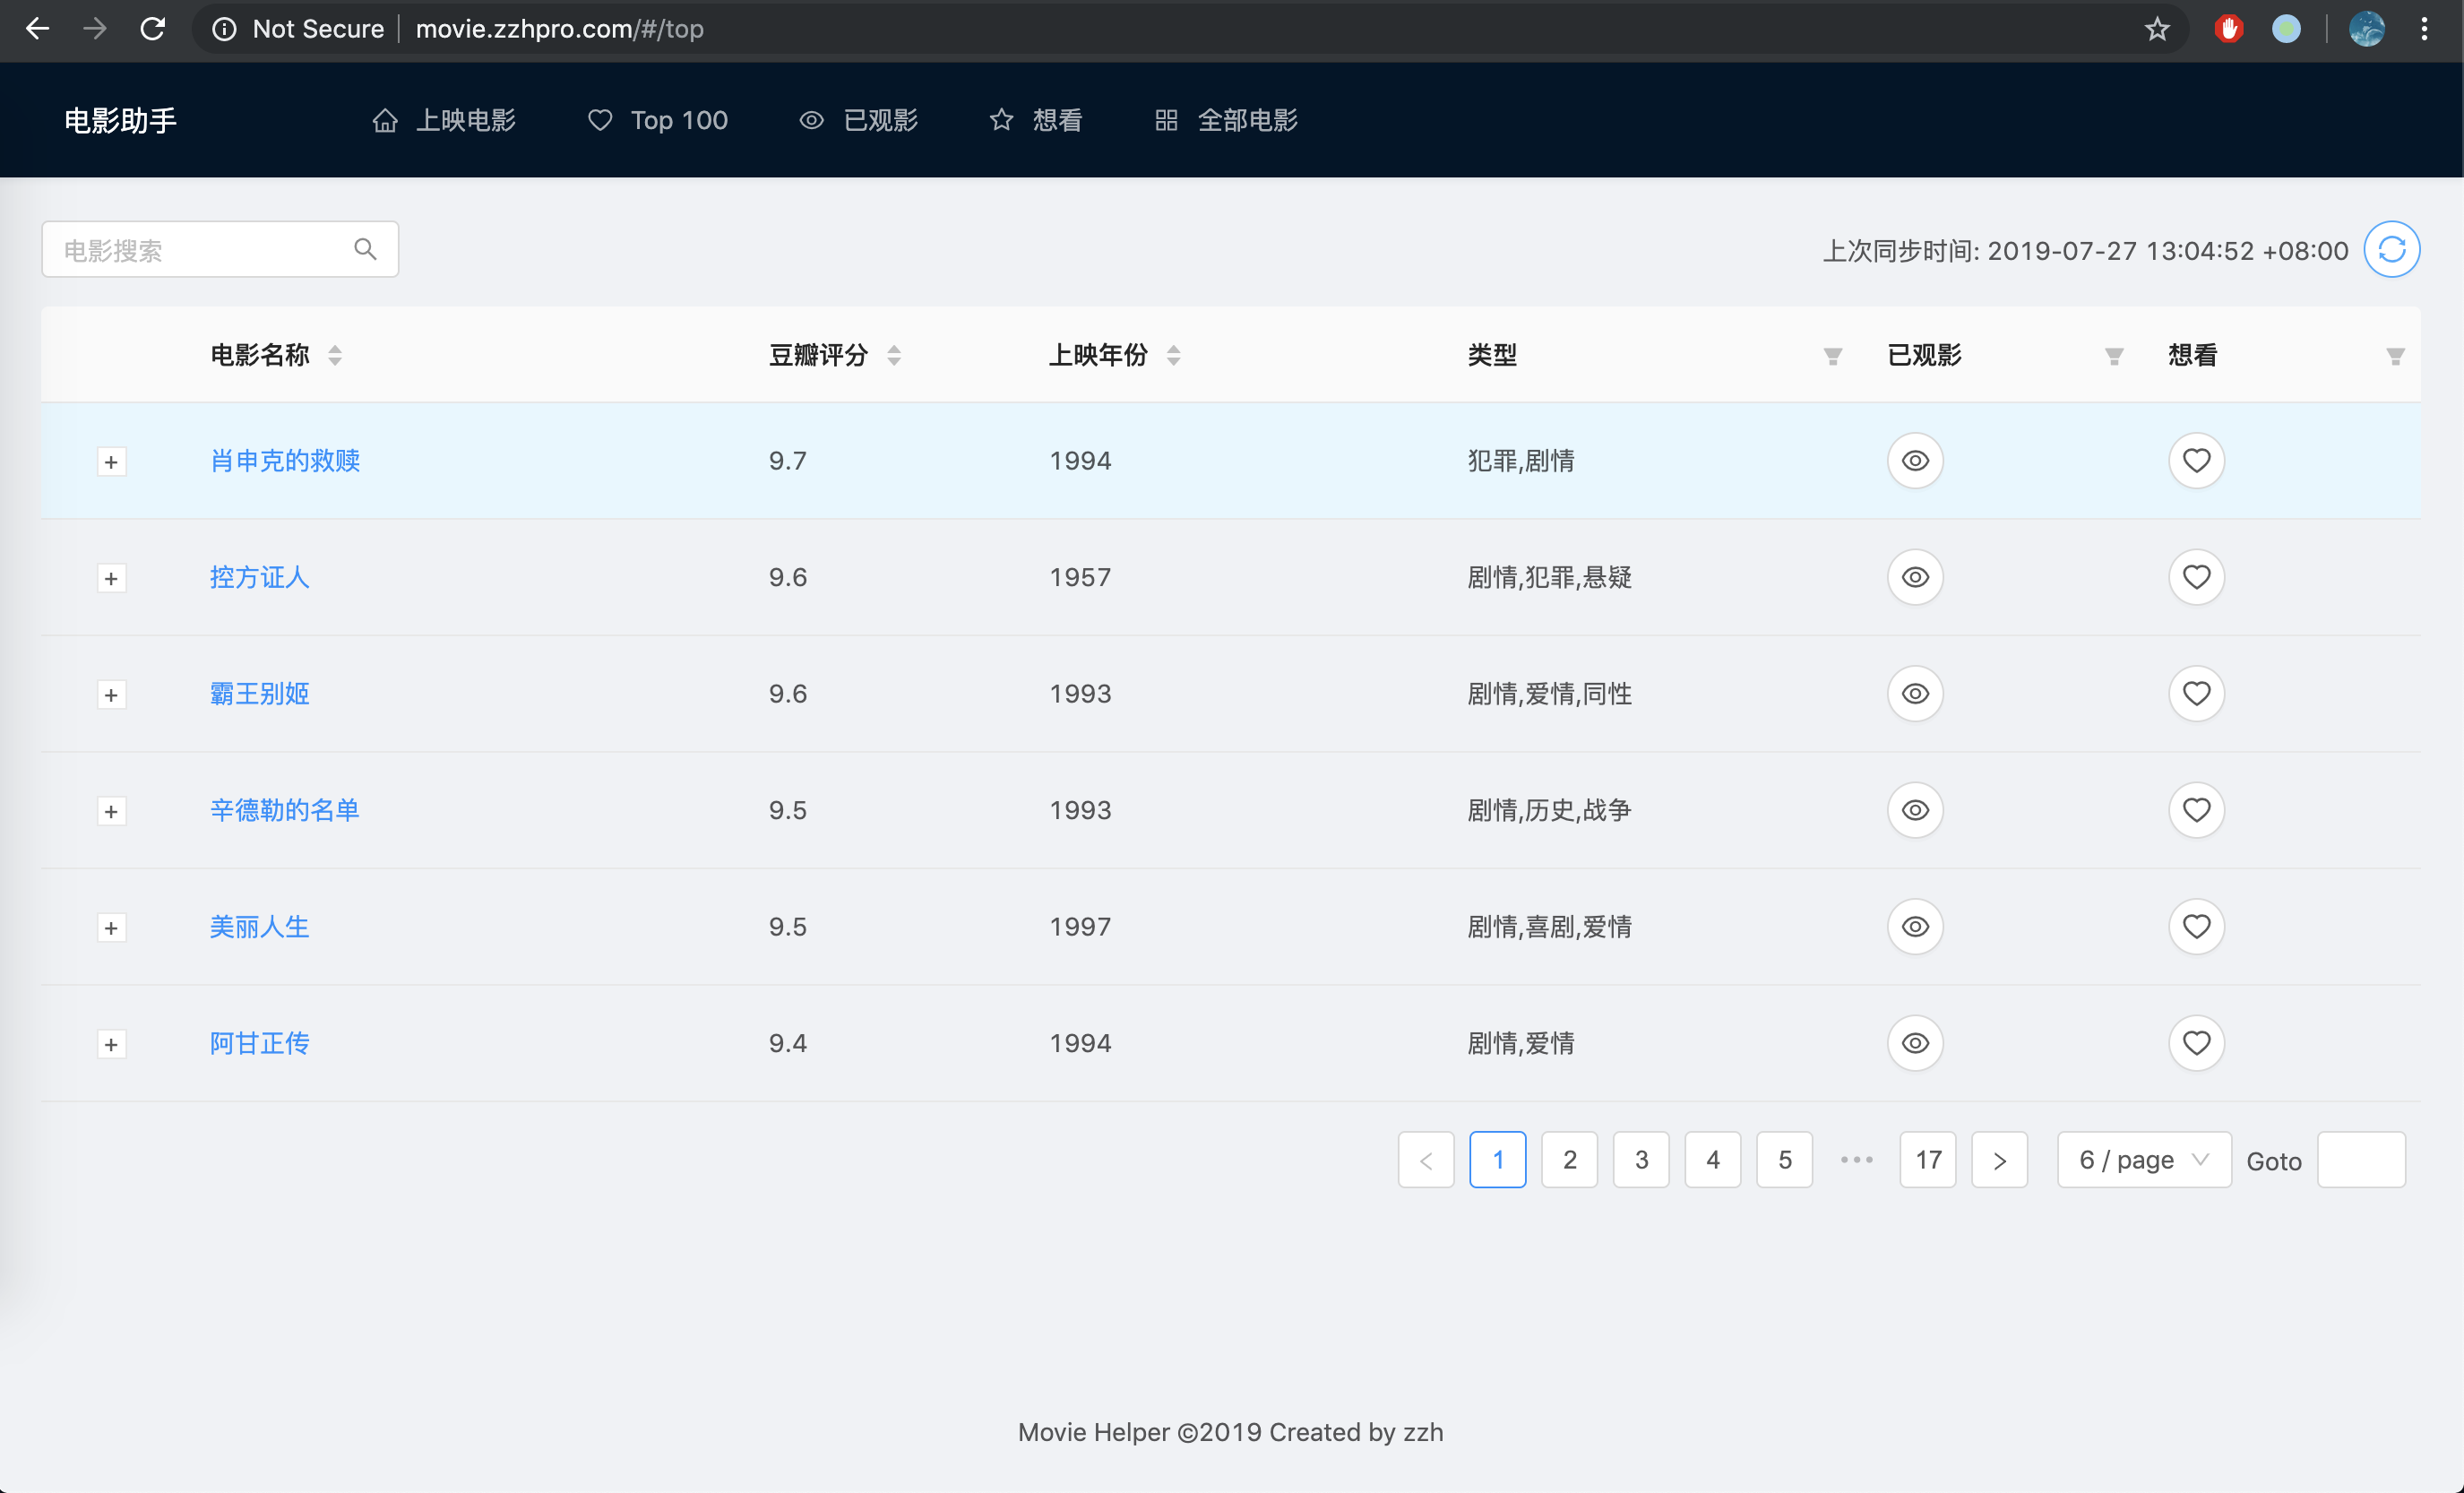 Not Secure movie.zzhpro.com/#/top
电影助手 上映电影 Top 100 已观影 想看 全部电影
电影搜索 上次同步时间: 2019-07-27 13:04:52 +08:00
电影名称 豆瓣评分 上映年份 类型 已观影 想看
+ 肖申克的救赎 9.7 1994 犯罪,剧情
+ 控方证人 9.6 1957 剧情,犯罪,悬疑
+ 霸王别姬 9.6 1993 剧情,爱情,同性
+ 辛德勒的名单 9.5 1993 剧情,历史,战争
+ 美丽人生 9.5 1997 剧情,喜剧,爱情
+ 阿甘正传 9.4 1994 剧情,爱情
< 1 2 3 4 5 ••• 17 > 6 / page Goto
Movie Helper ©2019 Created by zzh